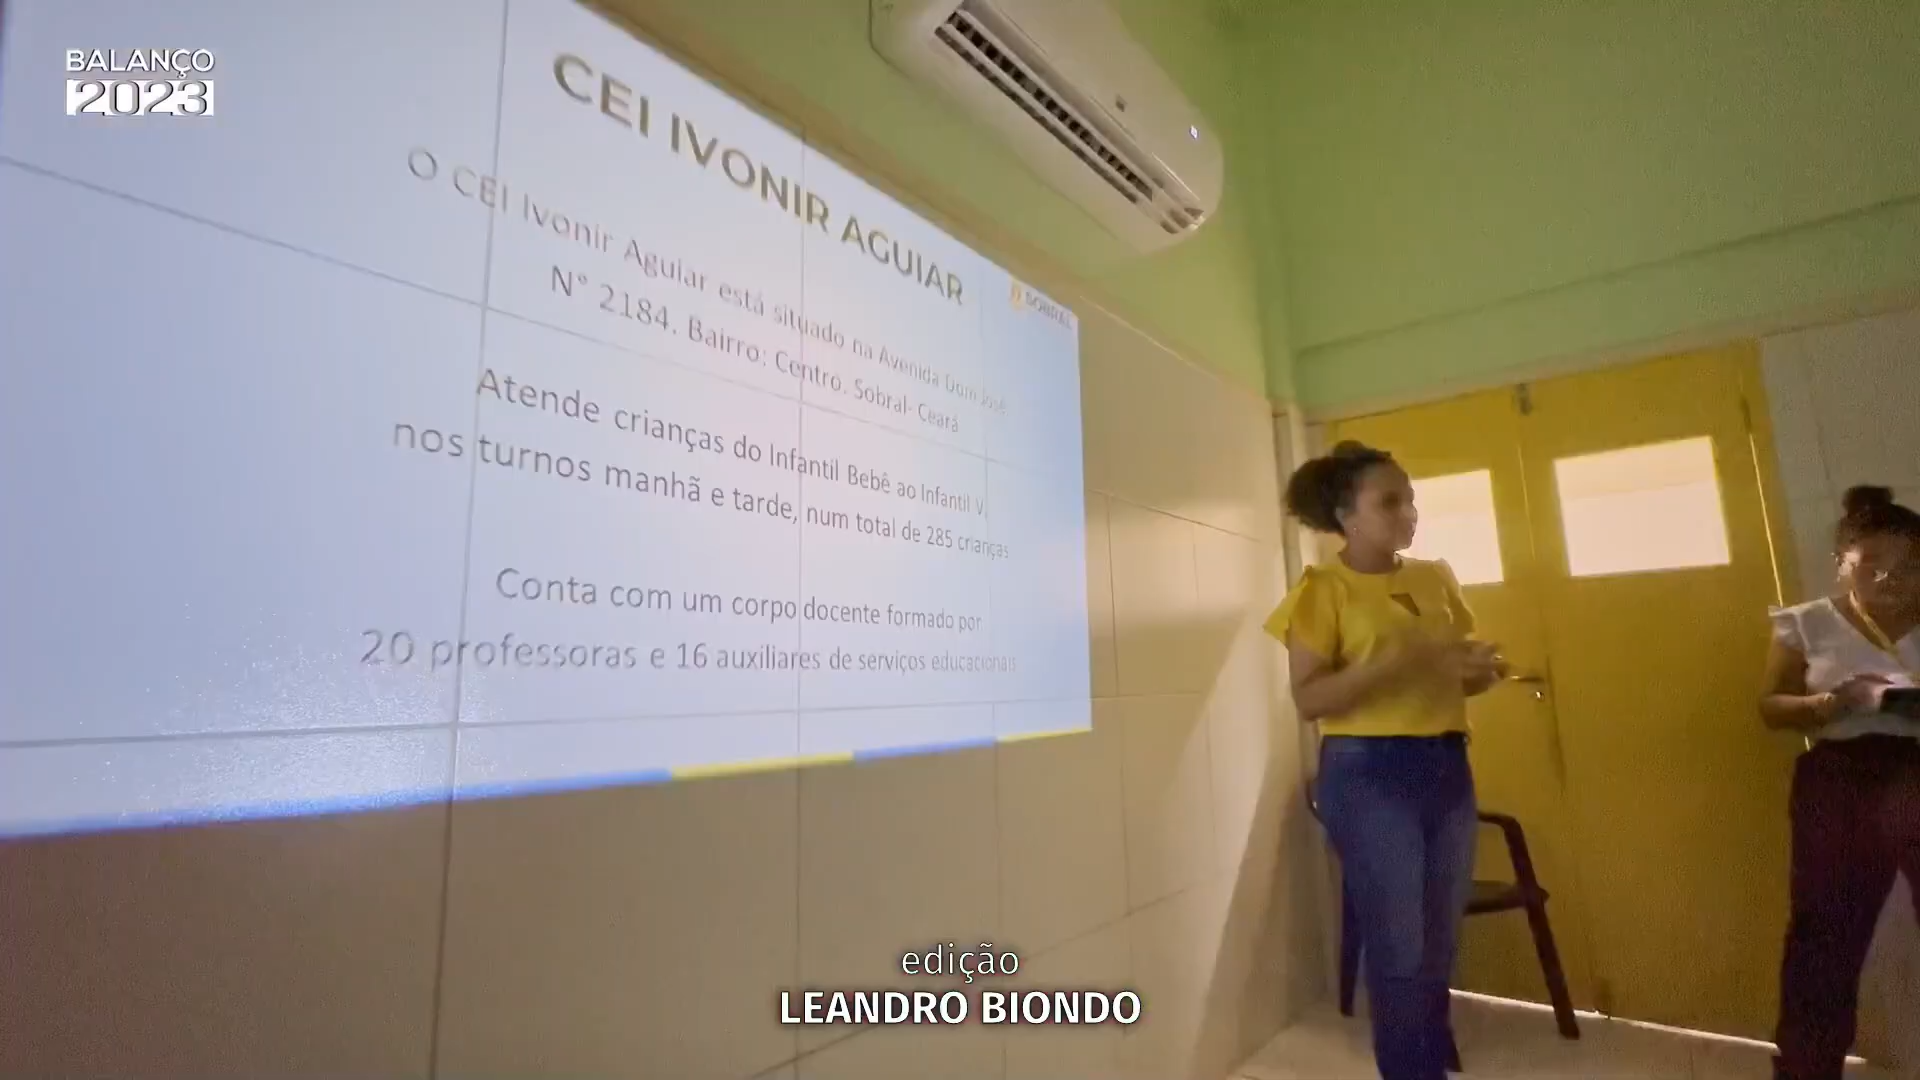 BALANÇO
2023
CEI IVONIR AGUIAR
SOBRAL
O CEI Ivonir Aguiar está situado na Avenida Dom José
N° 2184. Bairro: Centro. Sobral- Ceará
Atende crianças do Infantil Bebê ao Infantil V,
nos turnos manhã e tarde, num total de 285 crianças
Conta com um corpo docente formado por
20 professoras e 16 auxiliares de serviços educacionais
edição
LEANDRO BIONDO